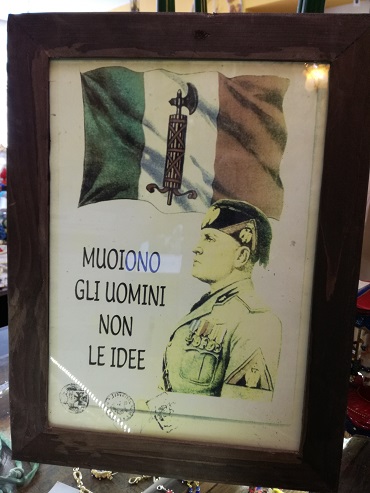 MUOIONO
GLI UOMINI
NON
LE IDEE